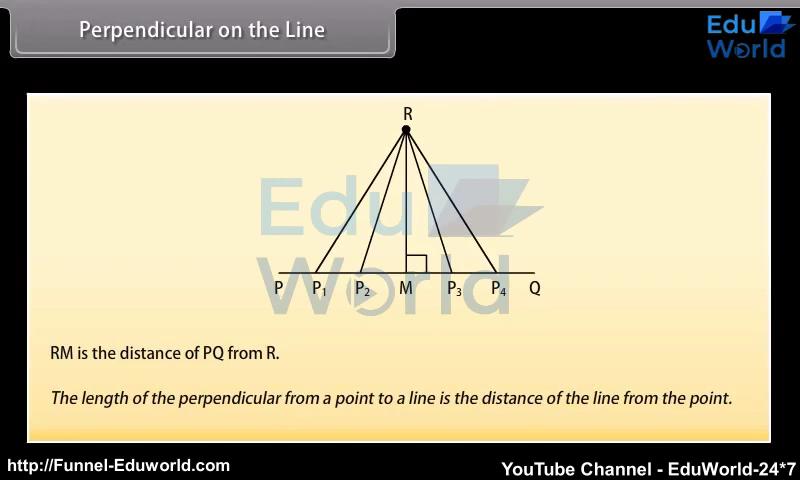 Perpendicular on the Line
Edu
World
R
Edu
World
P P₁ P₂ M P₃ P₄ Q
RM is the distance of PQ from R.
The length of the perpendicular from a point to a line is the distance of the line from the point.
http://Funnel-Eduworld.com
YouTube Channel - EduWorld-24*7